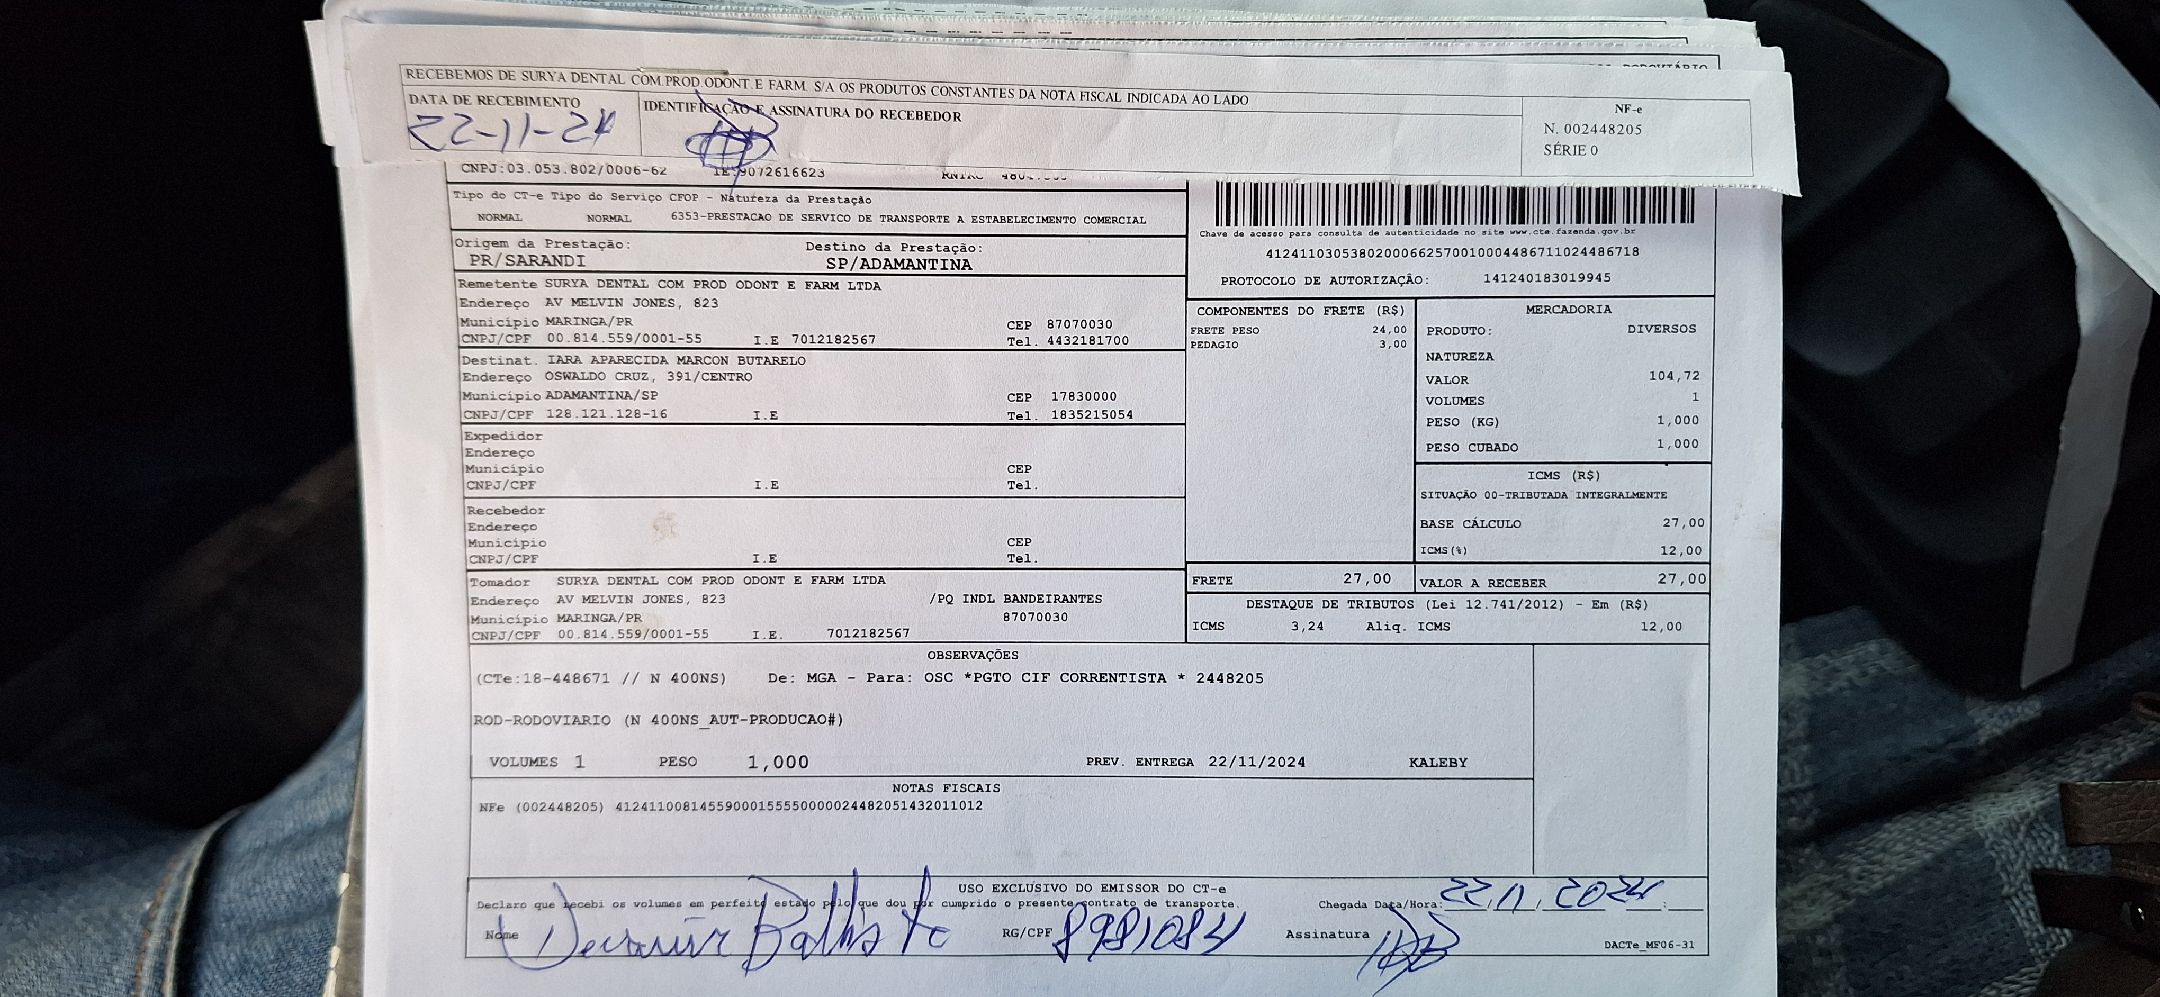 RECEBEMOS DE SURYA DENTAL COM PROD.ODONT.E FARM. S/A OS PRODUTOS CONSTANTES DA NOTA FISCAL INDICADA AO LADO
DATA DE RECEBIMENTO
22-11-24
IDENTIFICAÇÃO E ASSINATURA DO RECEBEDOR
NF-e
N. 002448205
SÉRIE 0
CNPJ:03.053.802/0006-62 IE:9072616623
Tipo do CT-e Tipo do Serviço CFOP - Natureza da Prestação
NORMAL NORMAL 6353-PRESTACAO DE SERVICO DE TRANSPORTE A ESTABELECIMENTO COMERCIAL
Origem da Prestação: Destino da Prestação:
PR/SARANDI SP/ADAMANTINA
Chave de acesso para consulta de autenticidade no site www.cte.fazenda.gov.br
41241103053802000662570010004486711024486718
PROTOCOLO DE AUTORIZAÇÃO: 141240183019945
Remetente SURYA DENTAL COM PROD ODONT E FARM LTDA
Endereço AV MELVIN JONES, 823
Município MARINGA/PR CEP 87070030
CNPJ/CPF 00.814.559/0001-55 I.E 7012182567 Tel. 4432181700
Destinat. IARA APARECIDA MARCON BUTARELO
Endereço OSWALDO CRUZ, 391/CENTRO
Município ADAMANTINA/SP CEP 17830000
CNPJ/CPF 128.121.128-16 I.E Tel. 1835215054
Expedidor
Endereço
Município CEP
CNPJ/CPF I.E Tel.
Recebedor
Endereço
Município CEP
CNPJ/CPF I.E Tel.
Tomador SURYA DENTAL COM PROD ODONT E FARM LTDA
Endereço AV MELVIN JONES, 823 /PQ INDL BANDEIRANTES
Município MARINGA/PR 87070030
CNPJ/CPF 00.814.559/0001-55 I.E. 7012182567
COMPONENTES DO FRETE (R$)
FRETE PESO 24,00
PEDAGIO 3,00
MERCADORIA
PRODUTO: DIVERSOS
NATUREZA
VALOR 104,72
VOLUMES 1
PESO (KG) 1,000
PESO CUBADO 1,000
ICMS (R$)
SITUAÇÃO 00-TRIBUTADA INTEGRALMENTE
BASE CÁLCULO 27,00
ICMS(%) 12,00
FRETE 27,00 VALOR A RECEBER 27,00
DESTAQUE DE TRIBUTOS (Lei 12.741/2012) - Em (R$)
ICMS 3,24 Aliq. ICMS 12,00
OBSERVAÇÕES
(CTe:18-448671 // N 400NS) De: MGA - Para: OSC *PGTO CIF CORRENTISTA * 2448205
ROD-RODOVIARIO (N 400NS_AUT-PRODUCAO#)
VOLUMES 1 PESO 1,000 PREV. ENTREGA 22/11/2024 KALEBY
NOTAS FISCAIS
NFe (002448205) 41241100814559000155550000024482051432011012
USO EXCLUSIVO DO EMISSOR DO CT-e
Declaro que recebi os volumes em perfeito estado pelo que dou por cumprido o presente contrato de transporte. Chegada Data/Hora: 22.11.2024
Nome RG/CPF 8981084 Assinatura
DACTe_MF06-31